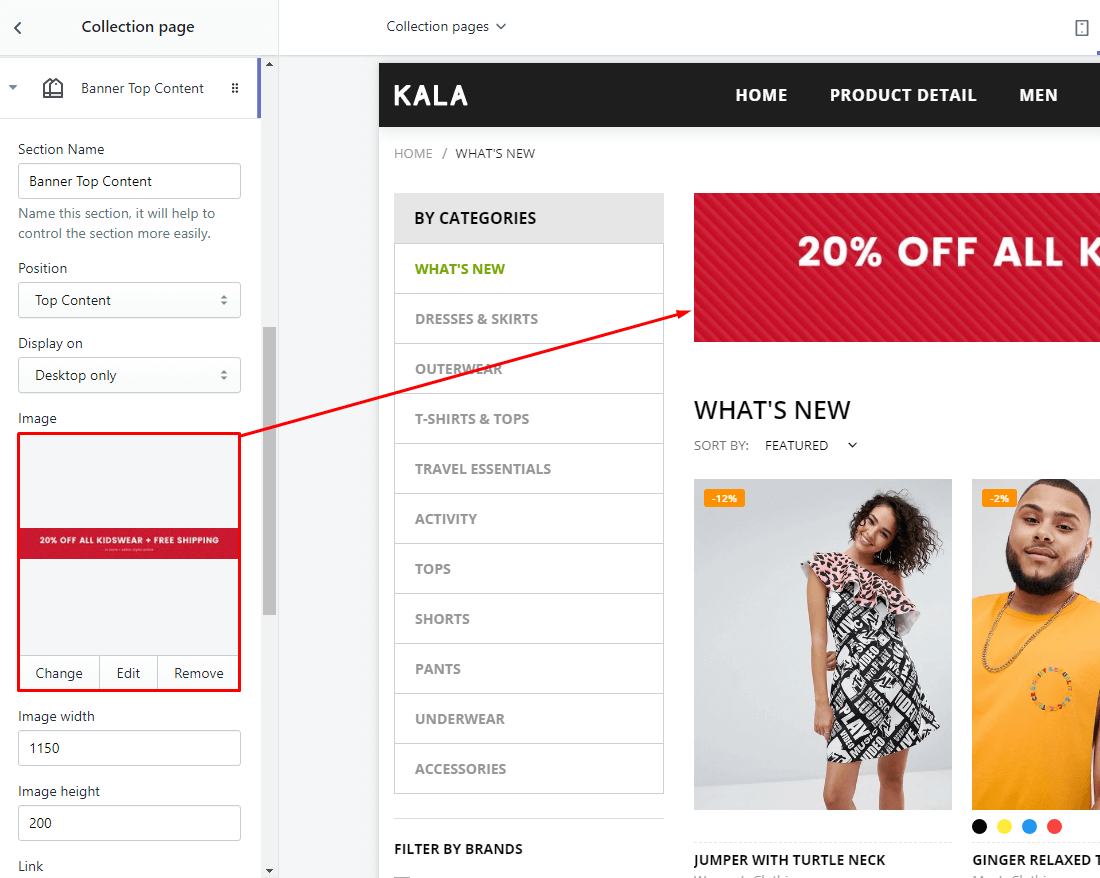 Collection page
Banner Top Content
Section Name
Banner Top Content
Name this section, it will help to
control the section more easily.
Position
Top Content
Display on
Desktop only
Image
20% OFF ALL KIDSWEAR + FREE SHIPPING
Change Edit Remove
Image width
1150
Image height
200
Link
Collection pages
KALA HOME PRODUCT DETAIL MEN
HOME / WHAT'S NEW
BY CATEGORIES
WHAT'S NEW
DRESSES & SKIRTS
OUTERWEAR
T-SHIRTS & TOPS
TRAVEL ESSENTIALS
ACTIVITY
TOPS
SHORTS
PANTS
UNDERWEAR
ACCESSORIES
FILTER BY BRANDS
20% OFF ALL K
WHAT'S NEW
SORT BY: FEATURED
-12%
-2%
PLAY
JUMPER WITH TURTLE NECK
GINGER RELAXED T